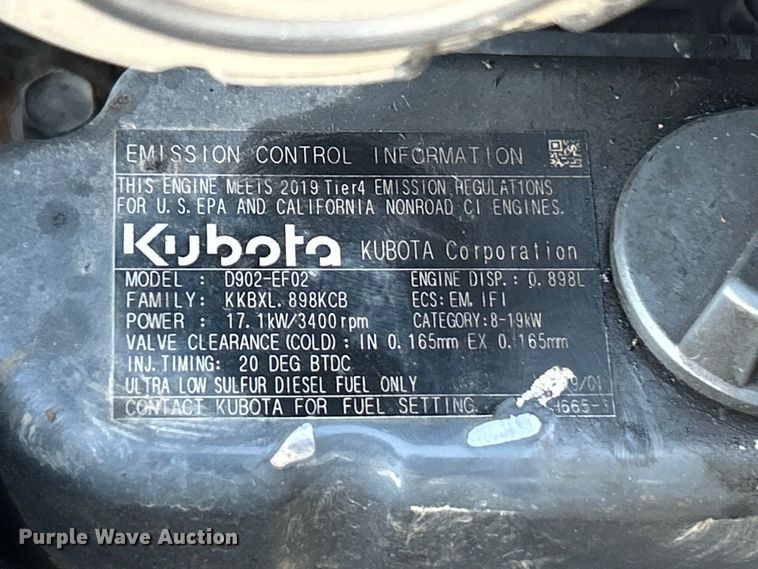 EMISSION CONTROL INFORMATION
THIS ENGINE MEETS 2019 Tier4 EMISSION REGULATIONS
FOR U.S. EPA AND CALIFORNIA NONROAD CI ENGINES.
Kubota KUBOTA Corporation
MODEL : D902-EF02 ENGINE DISP.: 0.898L
FAMILY: KKBXL.898KCB ECS: EM, IFI
POWER : 17.1kW/3400rpm CATEGORY:8-19kW
VALVE CLEARANCE(COLD): IN 0.165mm EX 0.165mm
INJ.TIMING: 20 DEG BTDC
ULTRA LOW SULFUR DIESEL FUEL ONLY
CONTACT KUBOTA FOR FUEL SETTING.
Purple Wave Auction